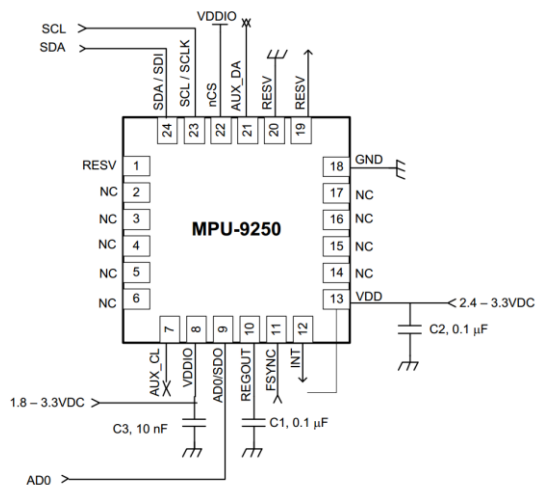 SCL
SDA
VDDIO
SDA / SDI
SCL / SCLK
nCS
AUX_DA
RESV
RESV
24
23
22
21
20
19
RESV
1
18
GND
NC
2
17
NC
NC
3
16
NC
MPU-9250
NC
4
15
NC
NC
5
14
NC
NC
6
13
VDD
2.4 – 3.3VDC
7
8
9
10
11
12
C2, 0.1 µF
AUX_CL
VDDIO
AD0/SDO
REGOUT
FSYNC
INT
1.8 – 3.3VDC
C3, 10 nF
C1, 0.1 µF
AD0